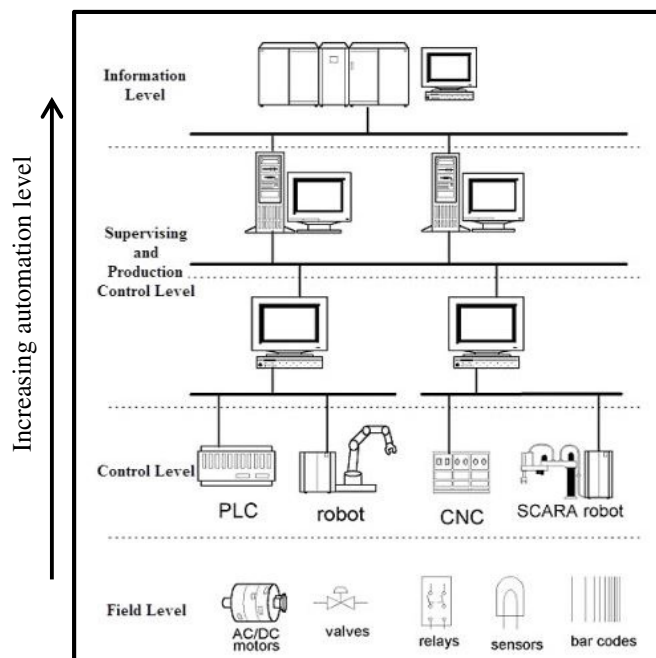 Increasing automation level
Information
Level
Supervising
and
Production
Control Level
Control Level
PLC
robot
CNC
SCARA robot
Field Level
AC/DC
motors
valves
relays
sensors
bar codes